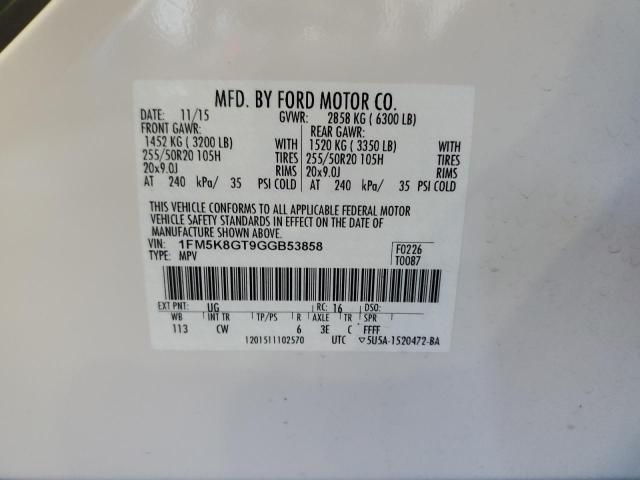 MFD. BY FORD MOTOR CO.
DATE: 11/15 GVWR: 2858 KG ( 6300 LB)
FRONT GAWR: REAR GAWR:
1452 KG ( 3200 LB) WITH 1520 KG ( 3350 LB) WITH
255/50R20 105H TIRES 255/50R20 105H TIRES
20x9.0J RIMS 20x9.0J RIMS
AT 240 kPa/ 35 PSI COLD AT 240 kPa/ 35 PSI COLD
THIS VEHICLE CONFORMS TO ALL APPLICABLE FEDERAL MOTOR
VEHICLE SAFETY STANDARDS IN EFFECT ON THE DATE OF
MANUFACTURE SHOWN ABOVE.
VIN: 1FM5K8GT9GGB53858 F0226
TYPE: MPV T0087
EXT PNT: UG RC: 16 DSO:
WB INT TR TP/PS R AXLE TR SPR
113 CW 6 3E C FFFF
1201511102570 UTC ▽5U5A-1520472-BA